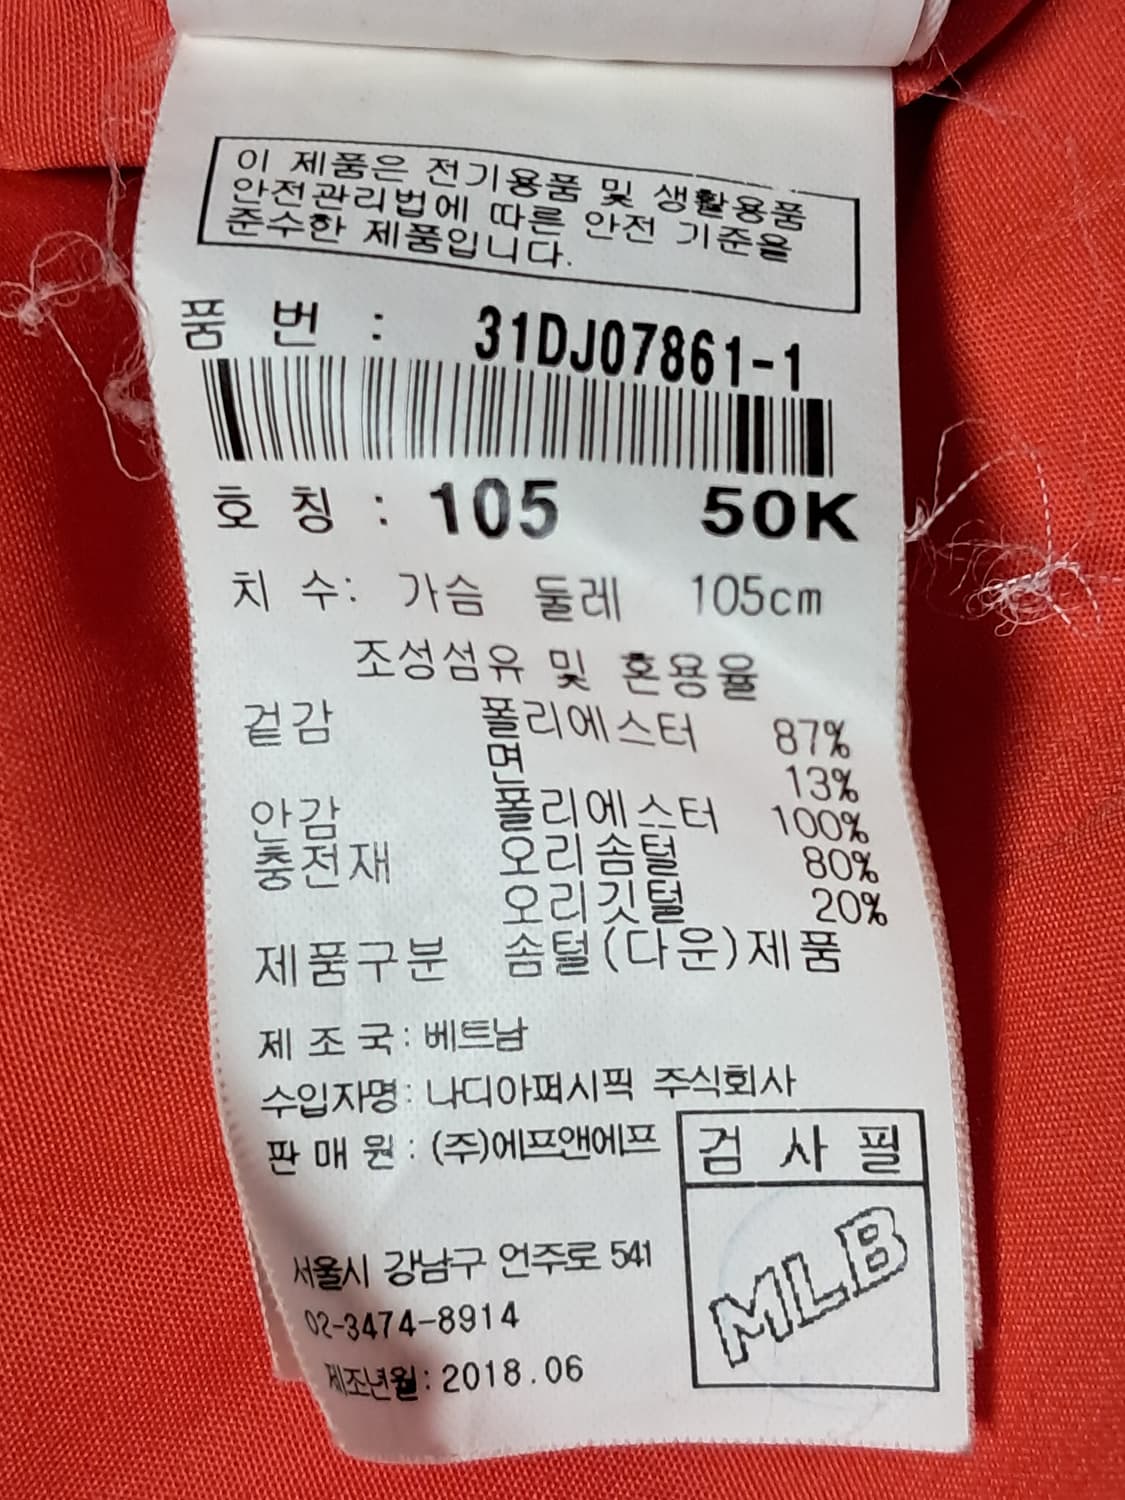 이 제품은 전기용품 및 생활용품
안전관리법에 따른 안전 기준을
준수한 제품입니다.
품 번 : 31DJ07861-1
호 칭 : 105 50K
치 수: 가슴 둘레 105cm
조성섬유 및 혼용율
겉감 폴리에스터 87%
면 13%
안감 폴리에스터 100%
충전재 오리솜털 80%
오리깃털 20%
제품구분 솜털(다운)제품
제 조 국 : 베트남
수입자명: 나디아퍼시픽 주식회사
판 매 원 : (주)에프앤에프
검 사 필
MLB
서울시 강남구 언주로 541
02-3474-8914
제조년월: 2018.06